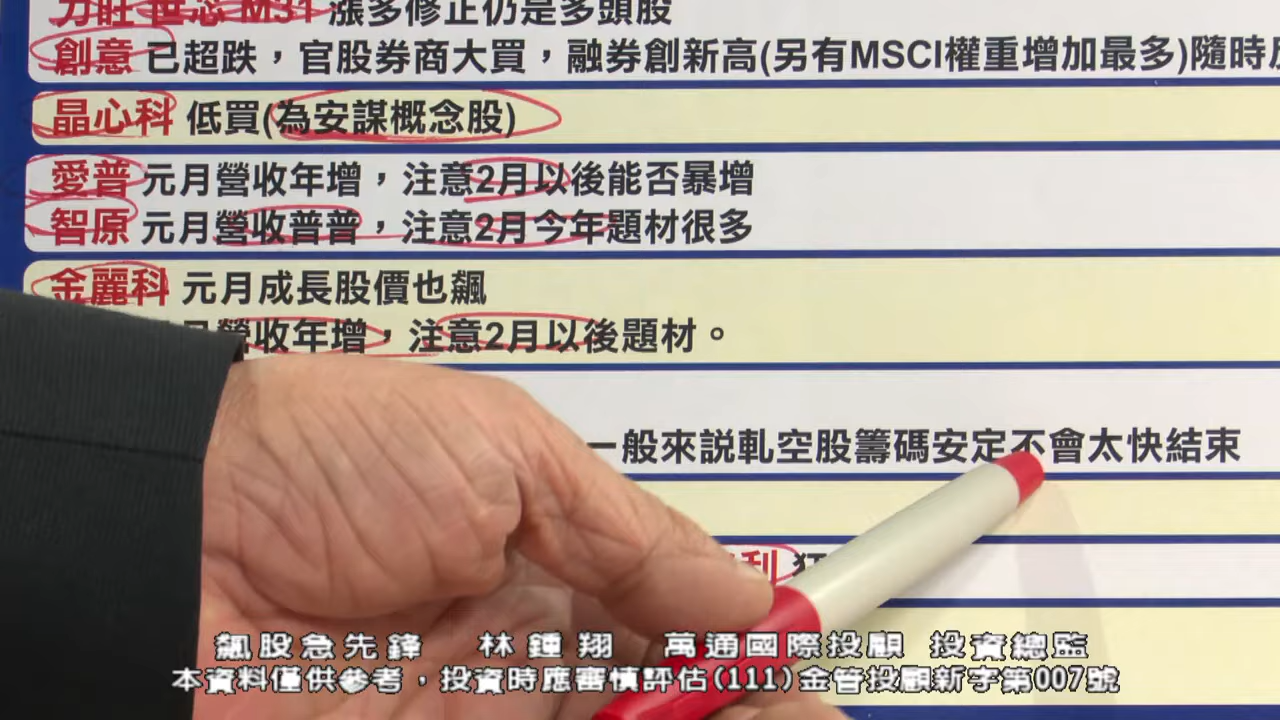 力旺 世芯 M31 漲多修正仍是多頭股
創意 已超跌，官股券商大買，融券創新高(另有MSCI權重增加最多)隨時
晶心科 低買(為安謀概念股)
愛普 元月營收年增，注意2月以後能否暴增
智原 元月營收普普，注意2月今年題材很多
金麗科 元月成長股價也飆
營收年增，注意2月以後題材。
一般來說軋空股籌碼安定不會太快結束
利
飆股急先鋒 林鍾翔 萬通國際投顧 投資總監
本資料僅供參考，投資時應審慎評估(111)金管投顧新字第007號